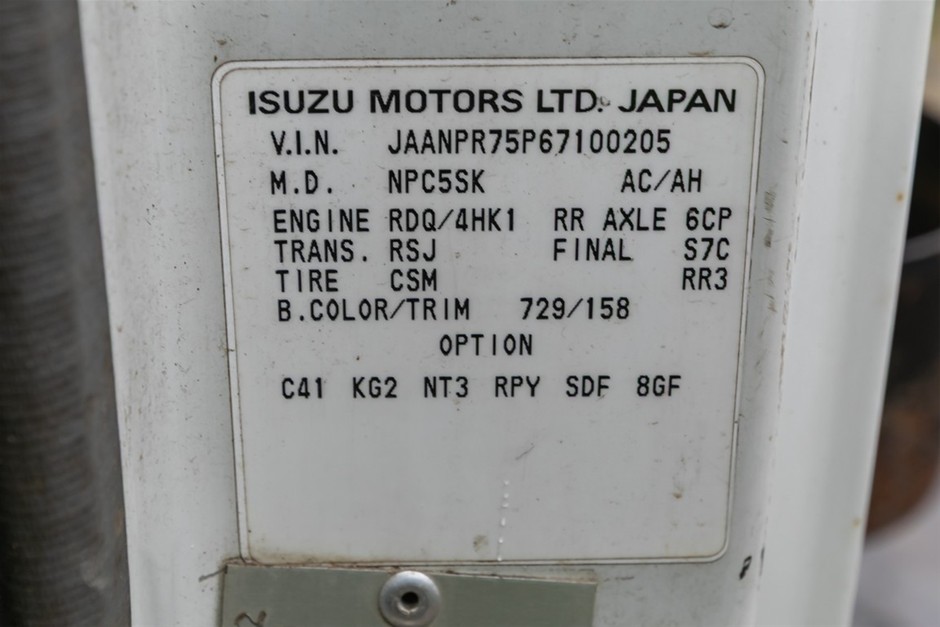 ISUZU MOTORS LTD. JAPAN
V.I.N. JAANPR75P67100205
M.D. NPC5SK AC/AH
ENGINE RDQ/4HK1 RR AXLE 6CP
TRANS. RSJ FINAL S7C
TIRE CSM RR3
B.COLOR/TRIM 729/158
OPTION
C41 KG2 NT3 RPY SDF 8GF